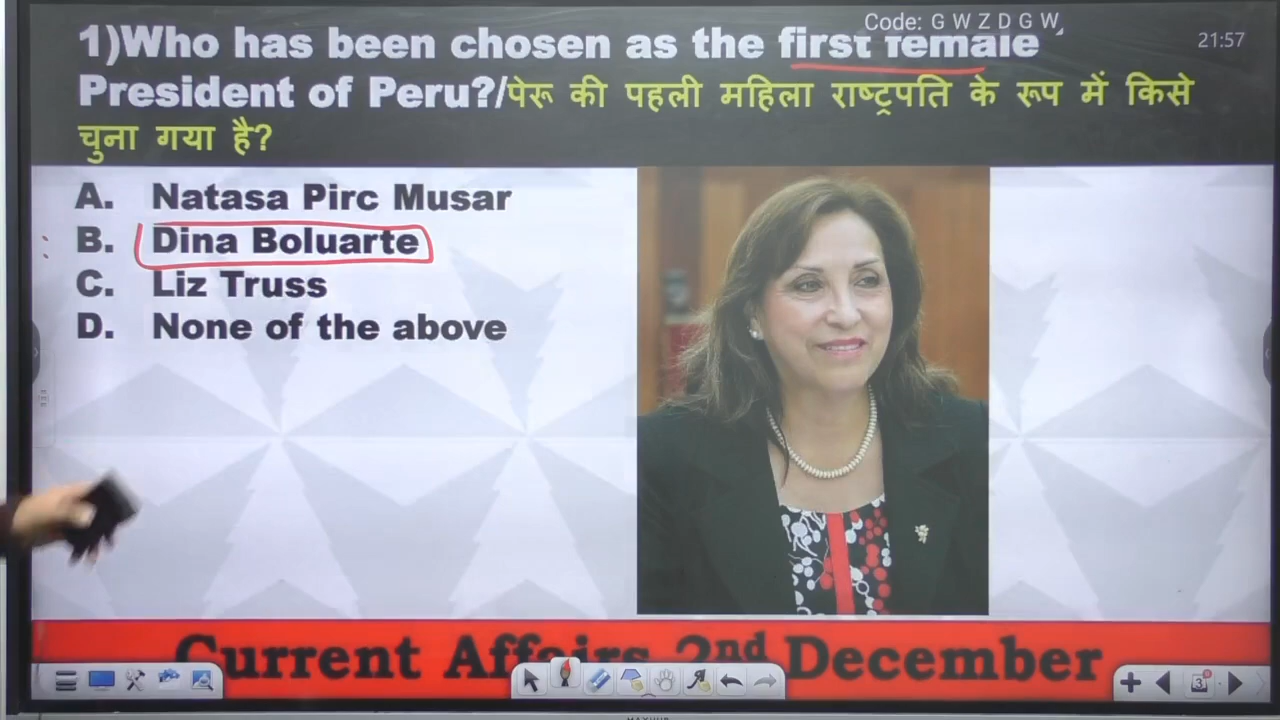 Code: G W Z D G W
21:57
1)Who has been chosen as the first female
President of Peru?/पेरू की पहली महिला राष्ट्रपति के रूप में किसे
चुना गया है?
A. Natasa Pirc Musar
B. Dina Boluarte
C. Liz Truss
D. None of the above
Current Affairs 2nd December
3